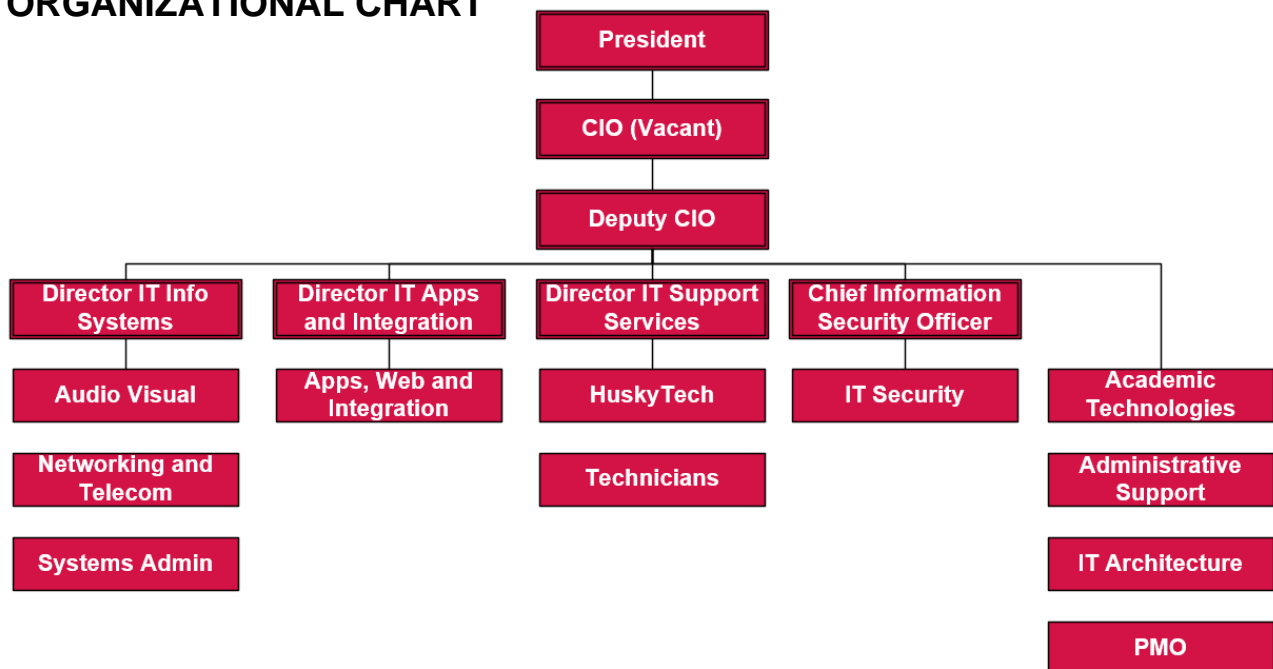 ORGANIZATIONAL CHART
President
CIO (Vacant)
Deputy CIO
Director IT Info
Systems
Director IT Apps
and Integration
Director IT Support
Services
Chief Information
Security Officer
Audio Visual
Apps, Web and
Integration
HuskyTech
IT Security
Academic
Technologies
Networking and
Telecom
Technicians
Administrative
Support
Systems Admin
IT Architecture
PMO